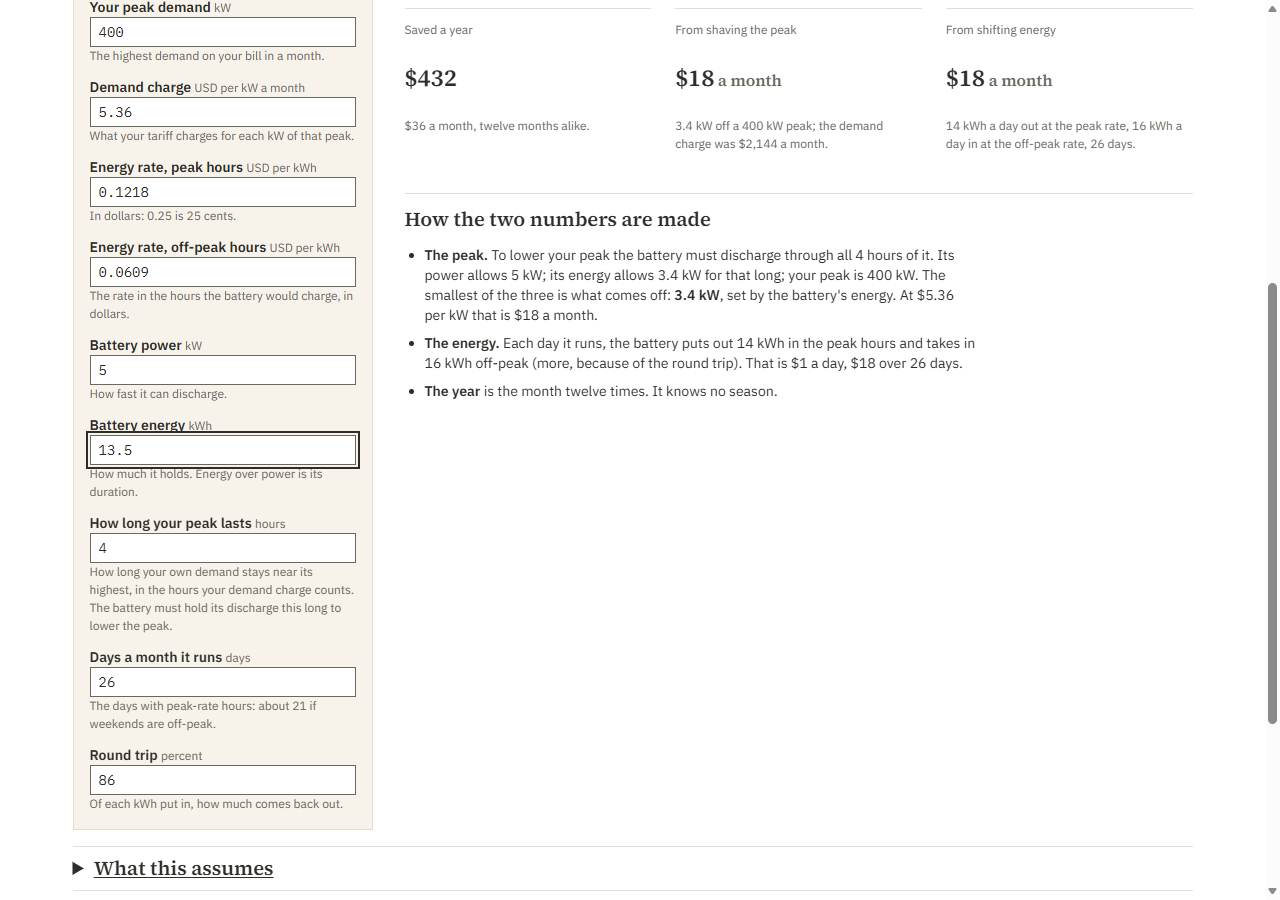 Your peak demand kW
400
The highest demand on your bill in a month.
Demand charge USD per kW a month
5.36
What your tariff charges for each kW of that peak.
Energy rate, peak hours USD per kWh
0.1218
In dollars: 0.25 is 25 cents.
Energy rate, off-peak hours USD per kWh
0.0609
The rate in the hours the battery would charge, in
dollars.
Battery power kW
5
How fast it can discharge.
Battery energy kWh
13.5
How much it holds. Energy over power is its
duration.
How long your peak lasts hours
4
How long your own demand stays near its
highest, in the hours your demand charge counts.
The battery must hold its discharge this long to
lower the peak.
Days a month it runs days
26
The days with peak-rate hours: about 21 if
weekends are off-peak.
Round trip percent
86
Of each kWh put in, how much comes back out.
Saved a year
$432
$36 a month, twelve months alike.
From shaving the peak
$18 a month
3.4 kW off a 400 kW peak; the demand
charge was $2,144 a month.
From shifting energy
$18 a month
14 kWh a day out at the peak rate, 16 kWh a
day in at the off-peak rate, 26 days.
How the two numbers are made
The peak. To lower your peak the battery must discharge through all 4 hours of it. Its
power allows 5 kW; its energy allows 3.4 kW for that long; your peak is 400 kW. The
smallest of the three is what comes off: 3.4 kW, set by the battery's energy. At $5.36
per kW that is $18 a month.
The energy. Each day it runs, the battery puts out 14 kWh in the peak hours and takes in
16 kWh off-peak (more, because of the round trip). That is $1 a day, $18 over 26 days.
The year is the month twelve times. It knows no season.
What this assumes